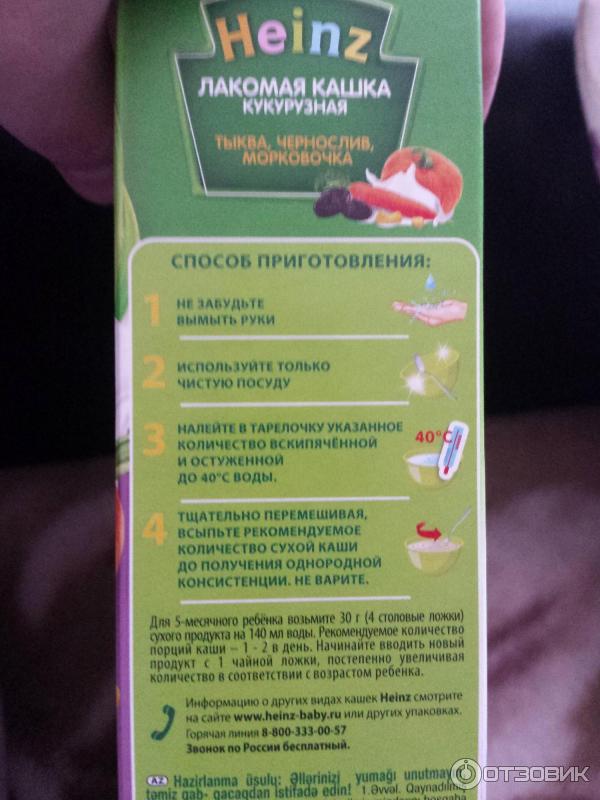 Heinz
ЛАКОМАЯ КАШКА
КУКУРУЗНАЯ
ТЫКВА, ЧЕРНОСЛИВ,
МОРКОВОЧКА
СПОСОБ ПРИГОТОВЛЕНИЯ:
1 НЕ ЗАБУДЬТЕ
ВЫМЫТЬ РУКИ
2 ИСПОЛЬЗУЙТЕ ТОЛЬКО
ЧИСТУЮ ПОСУДУ
3 НАЛЕЙТЕ В ТАРЕЛОЧКУ УКАЗАННОЕ
КОЛИЧЕСТВО ВСКИПЯЧЁННОЙ
И ОСТУЖЕННОЙ
ДО 40°С ВОДЫ.
40°C
4 ТЩАТЕЛЬНО ПЕРЕМЕШИВАЯ,
ВСЫПЬТЕ РЕКОМЕНДУЕМОЕ
КОЛИЧЕСТВО СУХОЙ КАШИ
ДО ПОЛУЧЕНИЯ ОДНОРОДНОЙ
КОНСИСТЕНЦИИ. НЕ ВАРИТЕ.
Для 5-месячного ребёнка возьмите 30 г (4 столовые ложки)
сухого продукта на 140 мл воды. Рекомендуемое количество
порций каши – 1 - 2 в день. Начинайте вводить новый
продукт с 1 чайной ложки, постепенно увеличивая
количество в соответствии с возрастом ребенка.
Информацию о других видах кашек Heinz смотрите
на сайте www.heinz-baby.ru или других упаковках.
Горячая линия 8-800-333-00-57
Звонок по России бесплатный.
AZ Hazırlanma üsulu: Əllərinizi yumağı unutmayın,
təmiz qab- qacaqdan istifadə edin! 1.Əvvəl. Qaynadılmış
ОТЗОВИК